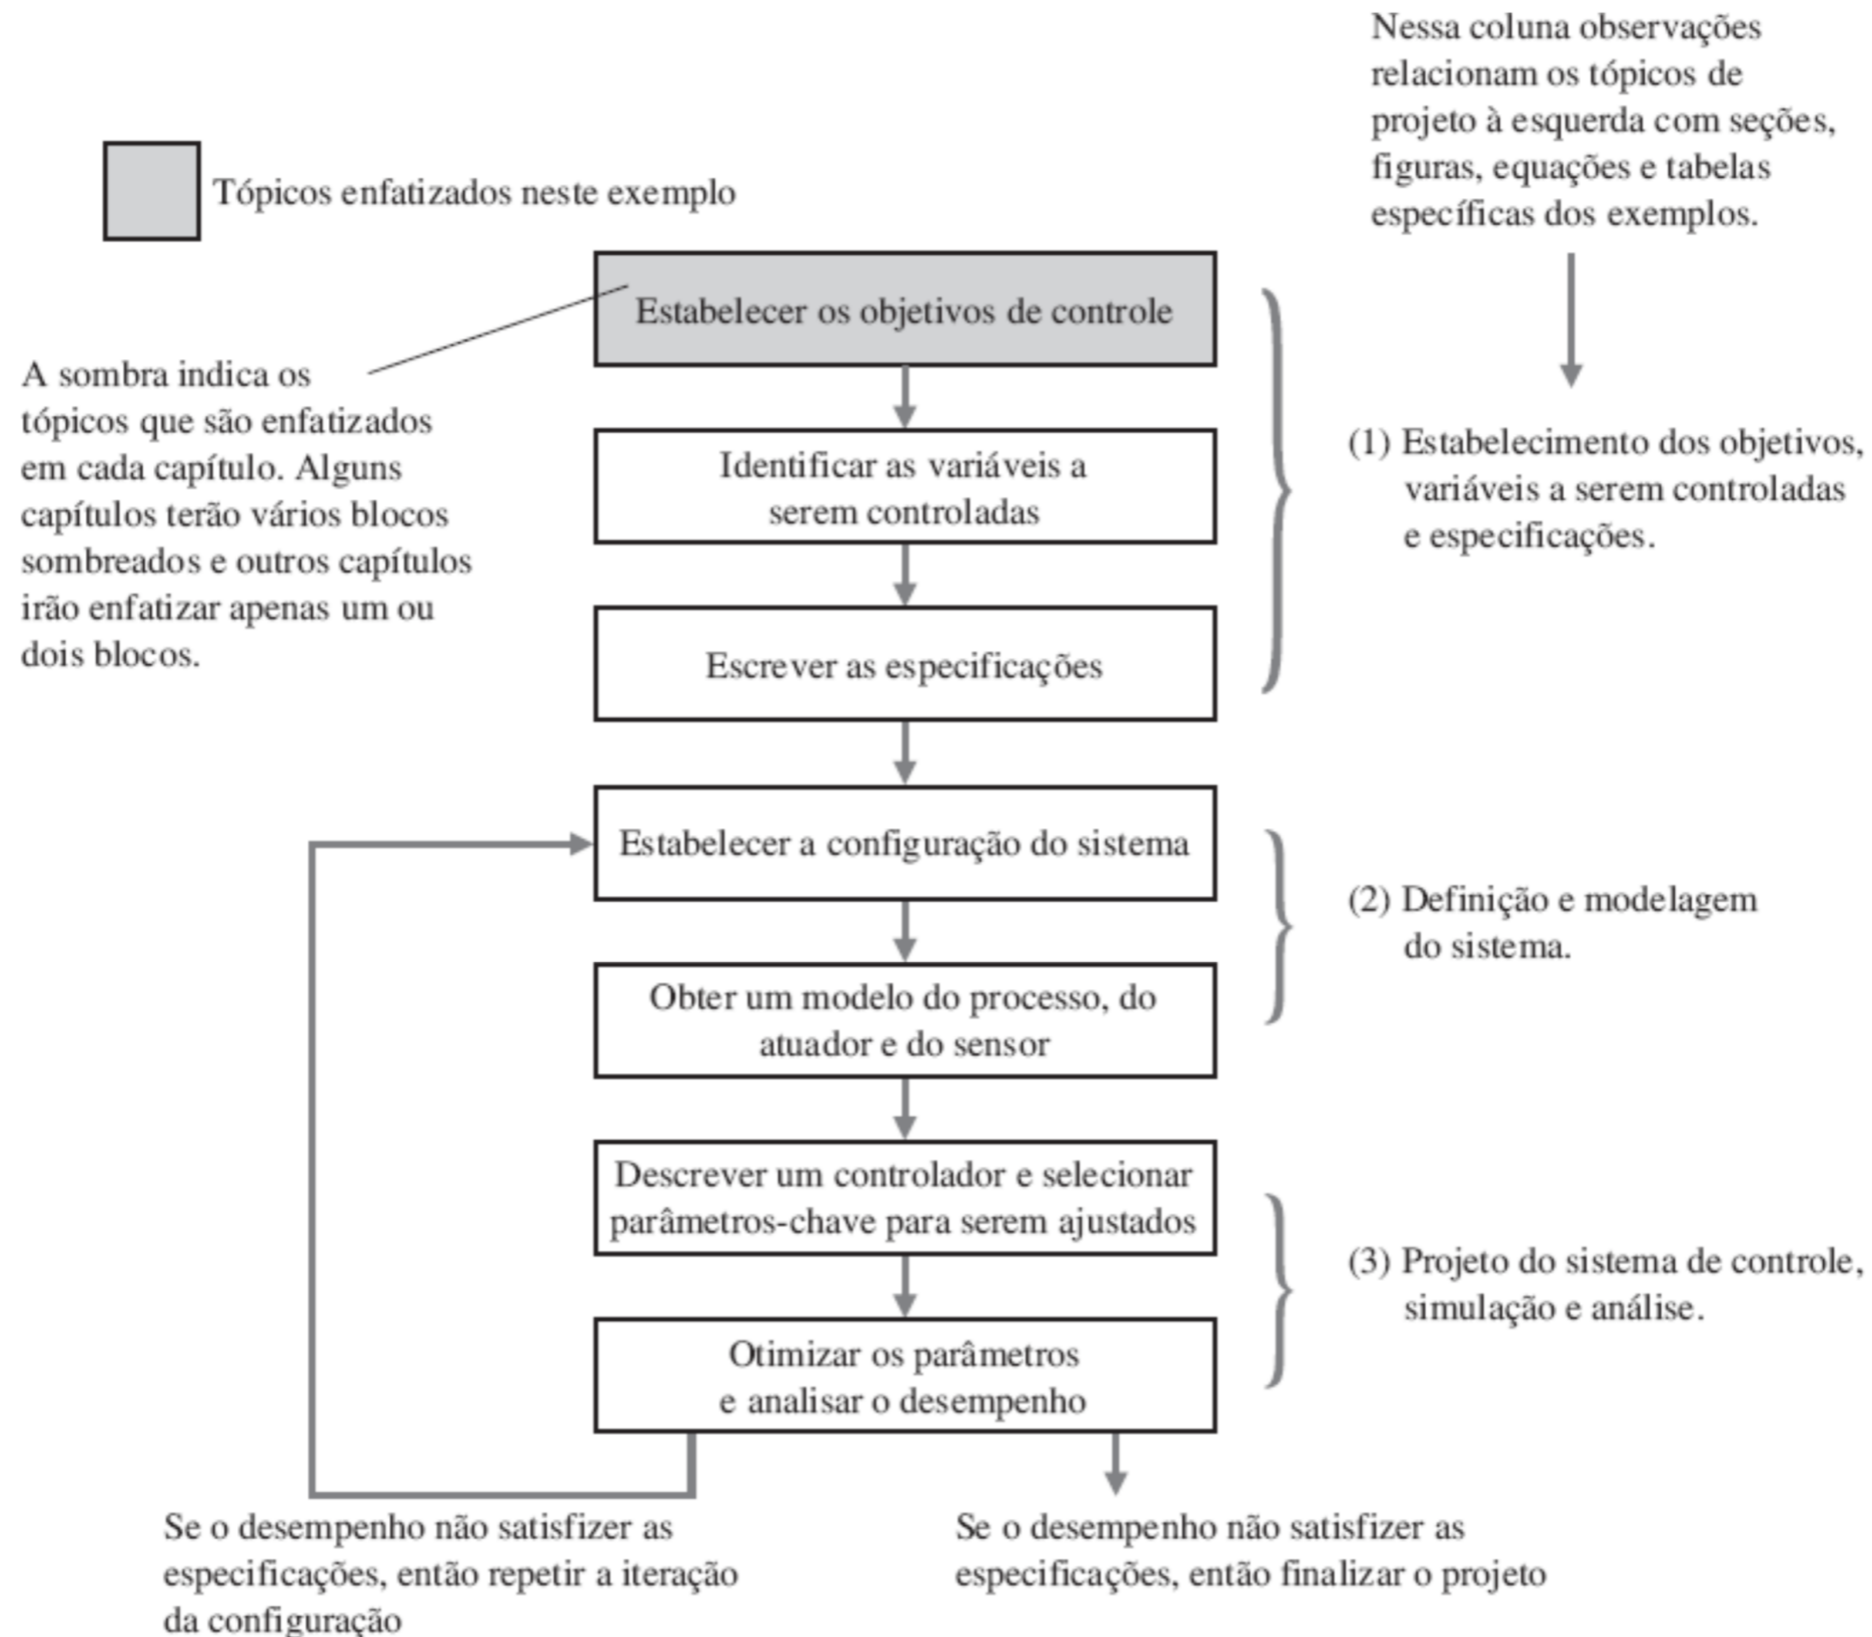 Nessa coluna observações
relacionam os tópicos de
projeto à esquerda com seções,
figuras, equações e tabelas
específicas dos exemplos.
Tópicos enfatizados neste exemplo
Estabelecer os objetivos de controle
A sombra indica os
tópicos que são enfatizados
em cada capítulo. Alguns
capítulos terão vários blocos
sombreados e outros capítulos
irão enfatizar apenas um ou
dois blocos.
Identificar as variáveis a
serem controladas
(1) Estabelecimento dos objetivos,
variáveis a serem controladas
e especificações.
Escrever as especificações
Estabelecer a configuração do sistema
(2) Definição e modelagem
do sistema.
Obter um modelo do processo, do
atuador e do sensor
Descrever um controlador e selecionar
parâmetros-chave para serem ajustados
(3) Projeto do sistema de controle,
simulação e análise.
Otimizar os parâmetros
e analisar o desempenho
Se o desempenho não satisfizer as
especificações, então repetir a iteração
da configuração
Se o desempenho não satisfizer as
especificações, então finalizar o projeto